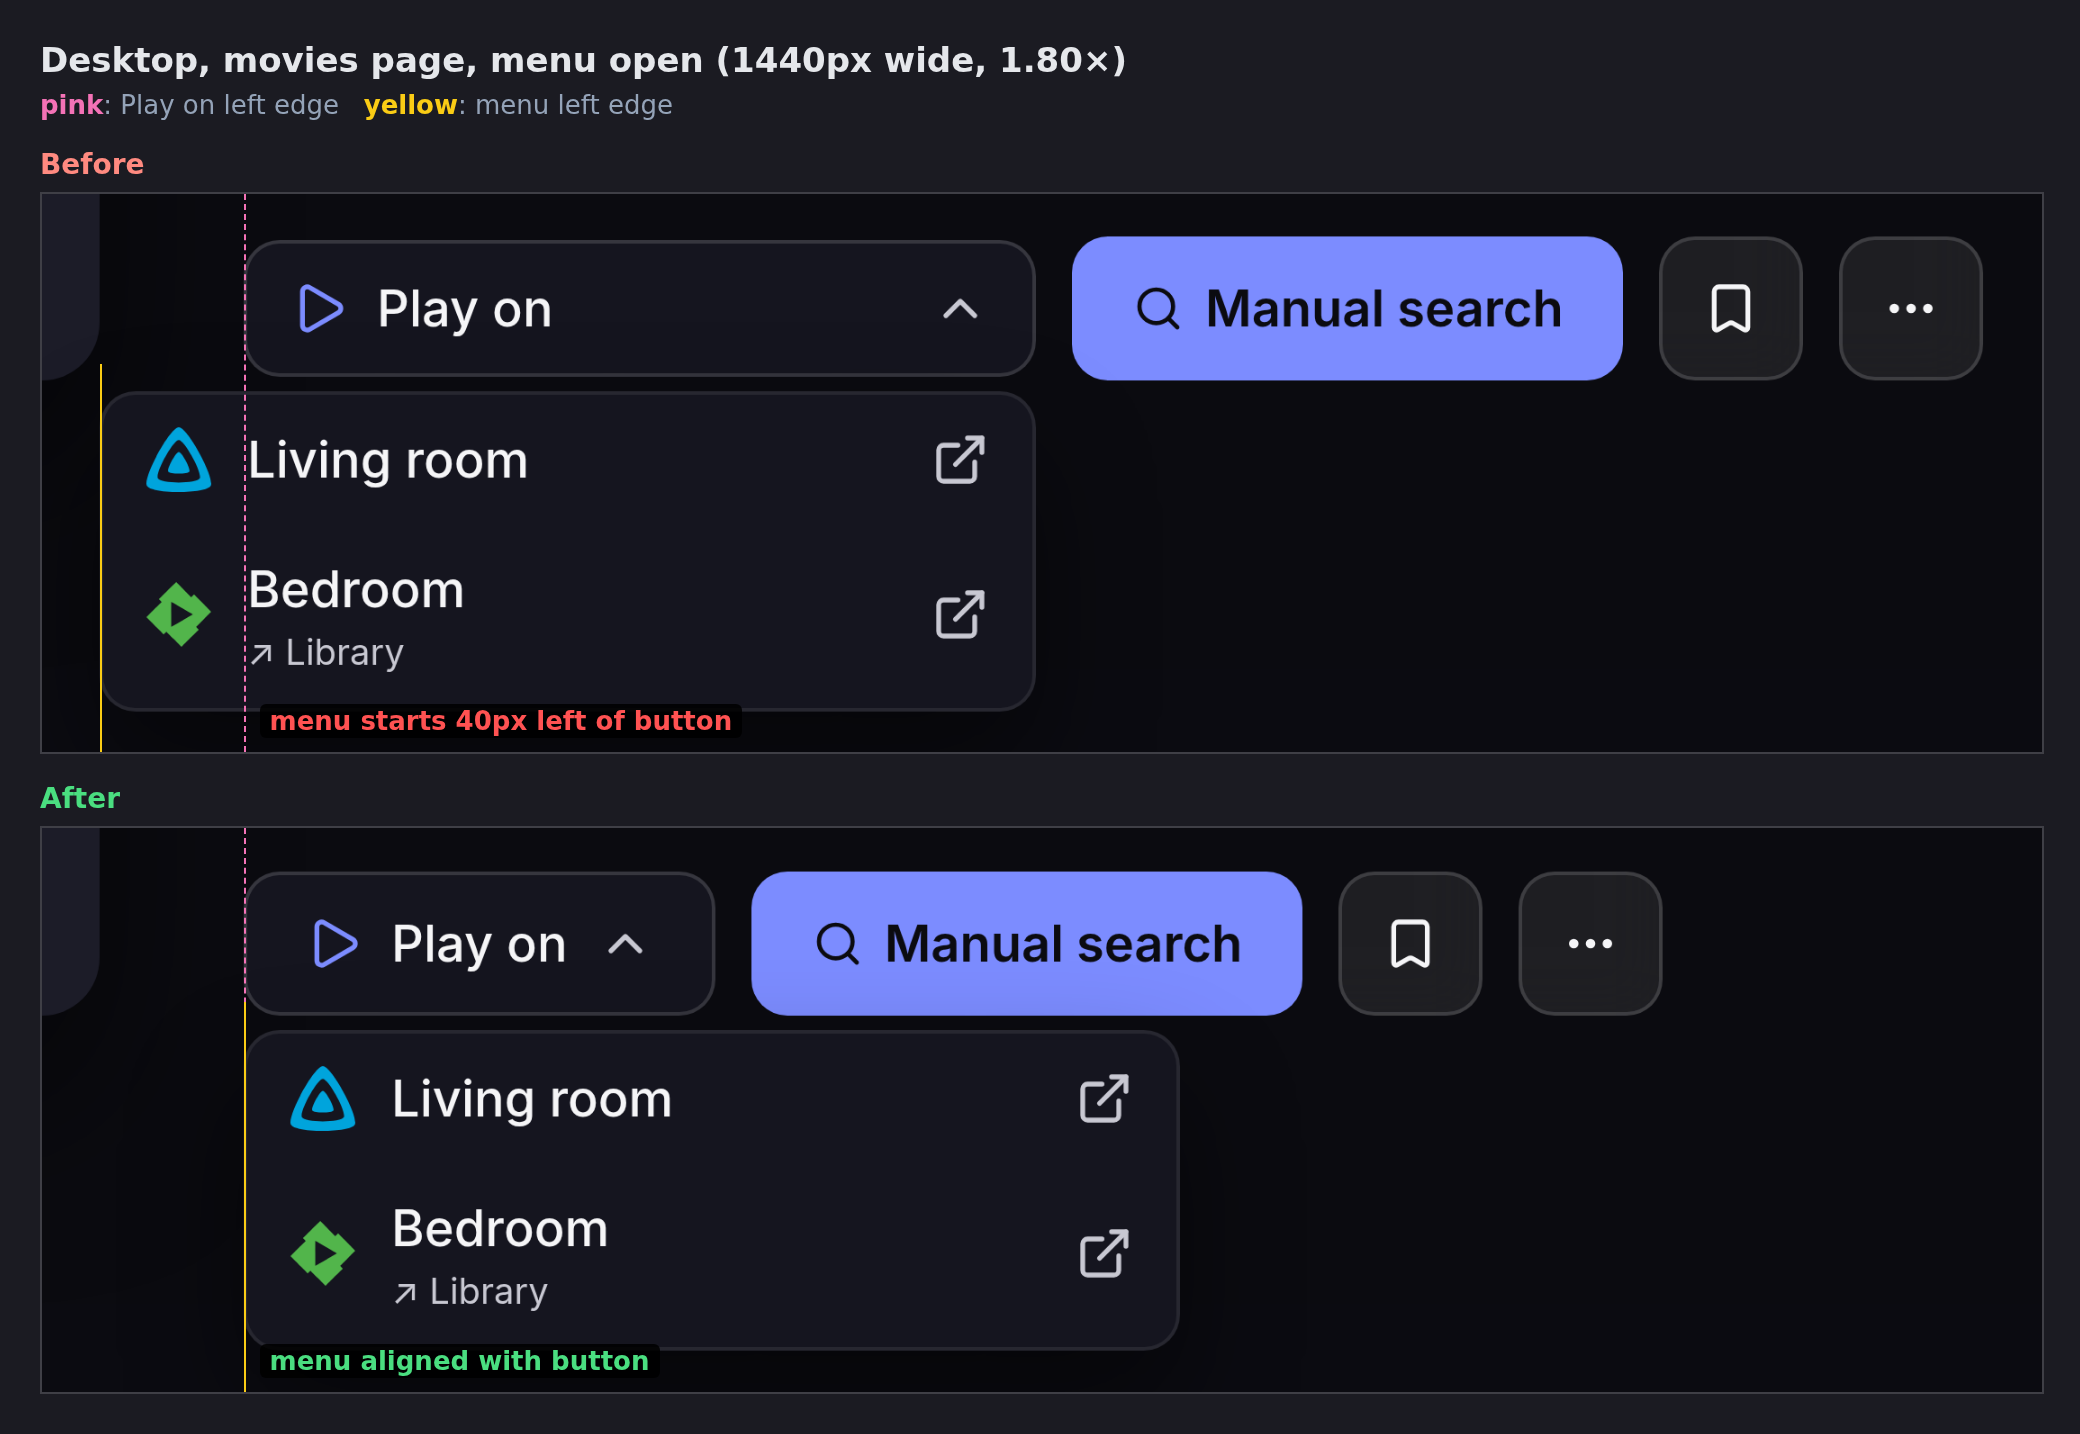 Desktop, movies page, menu open (1440px wide, 1.80×)
pink: Play on left edge yellow: menu left edge
Before
Play on
Manual search
Living room
Bedroom
↗ Library
menu starts 40px left of button
After
Play on
Manual search
Living room
Bedroom
↗ Library
menu aligned with button